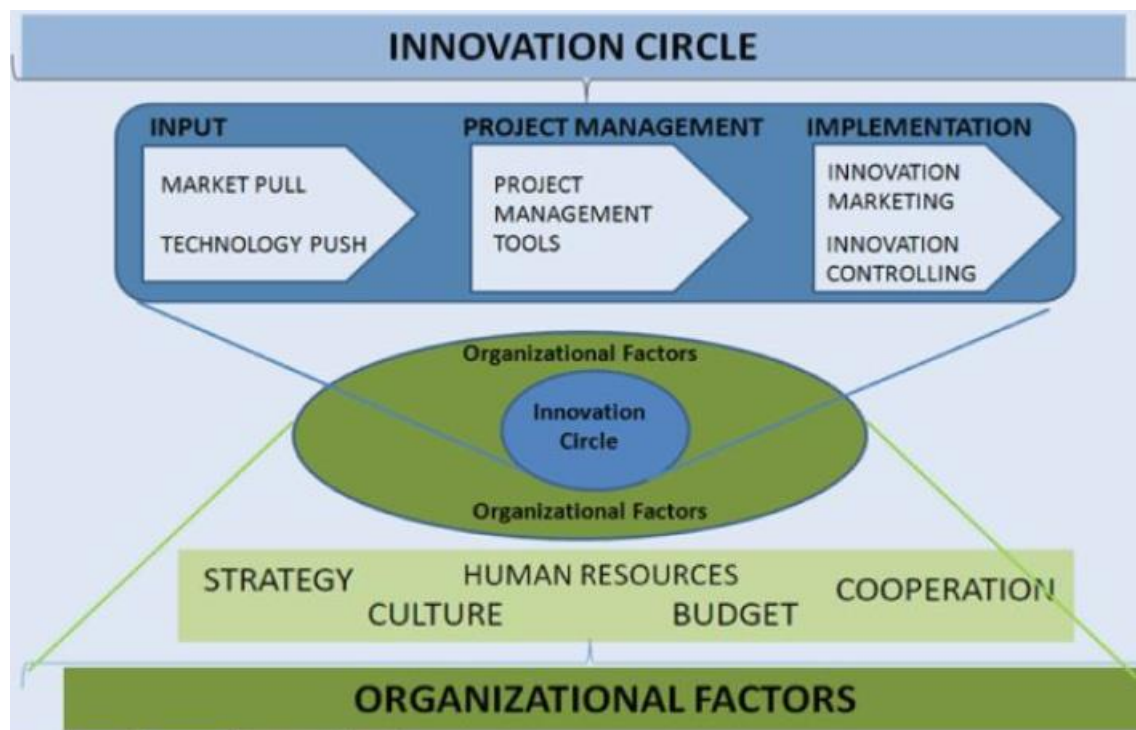 INNOVATION CIRCLE
INPUT
MARKET PULL
TECHNOLOGY PUSH
PROJECT MANAGEMENT
PROJECT
MANAGEMENT
TOOLS
IMPLEMENTATION
INNOVATION
MARKETING
INNOVATION
CONTROLLING
Organizational Factors
Innovation
Circle
Organizational Factors
STRATEGY
HUMAN RESOURCES
COOPERATION
CULTURE
BUDGET
ORGANIZATIONAL FACTORS